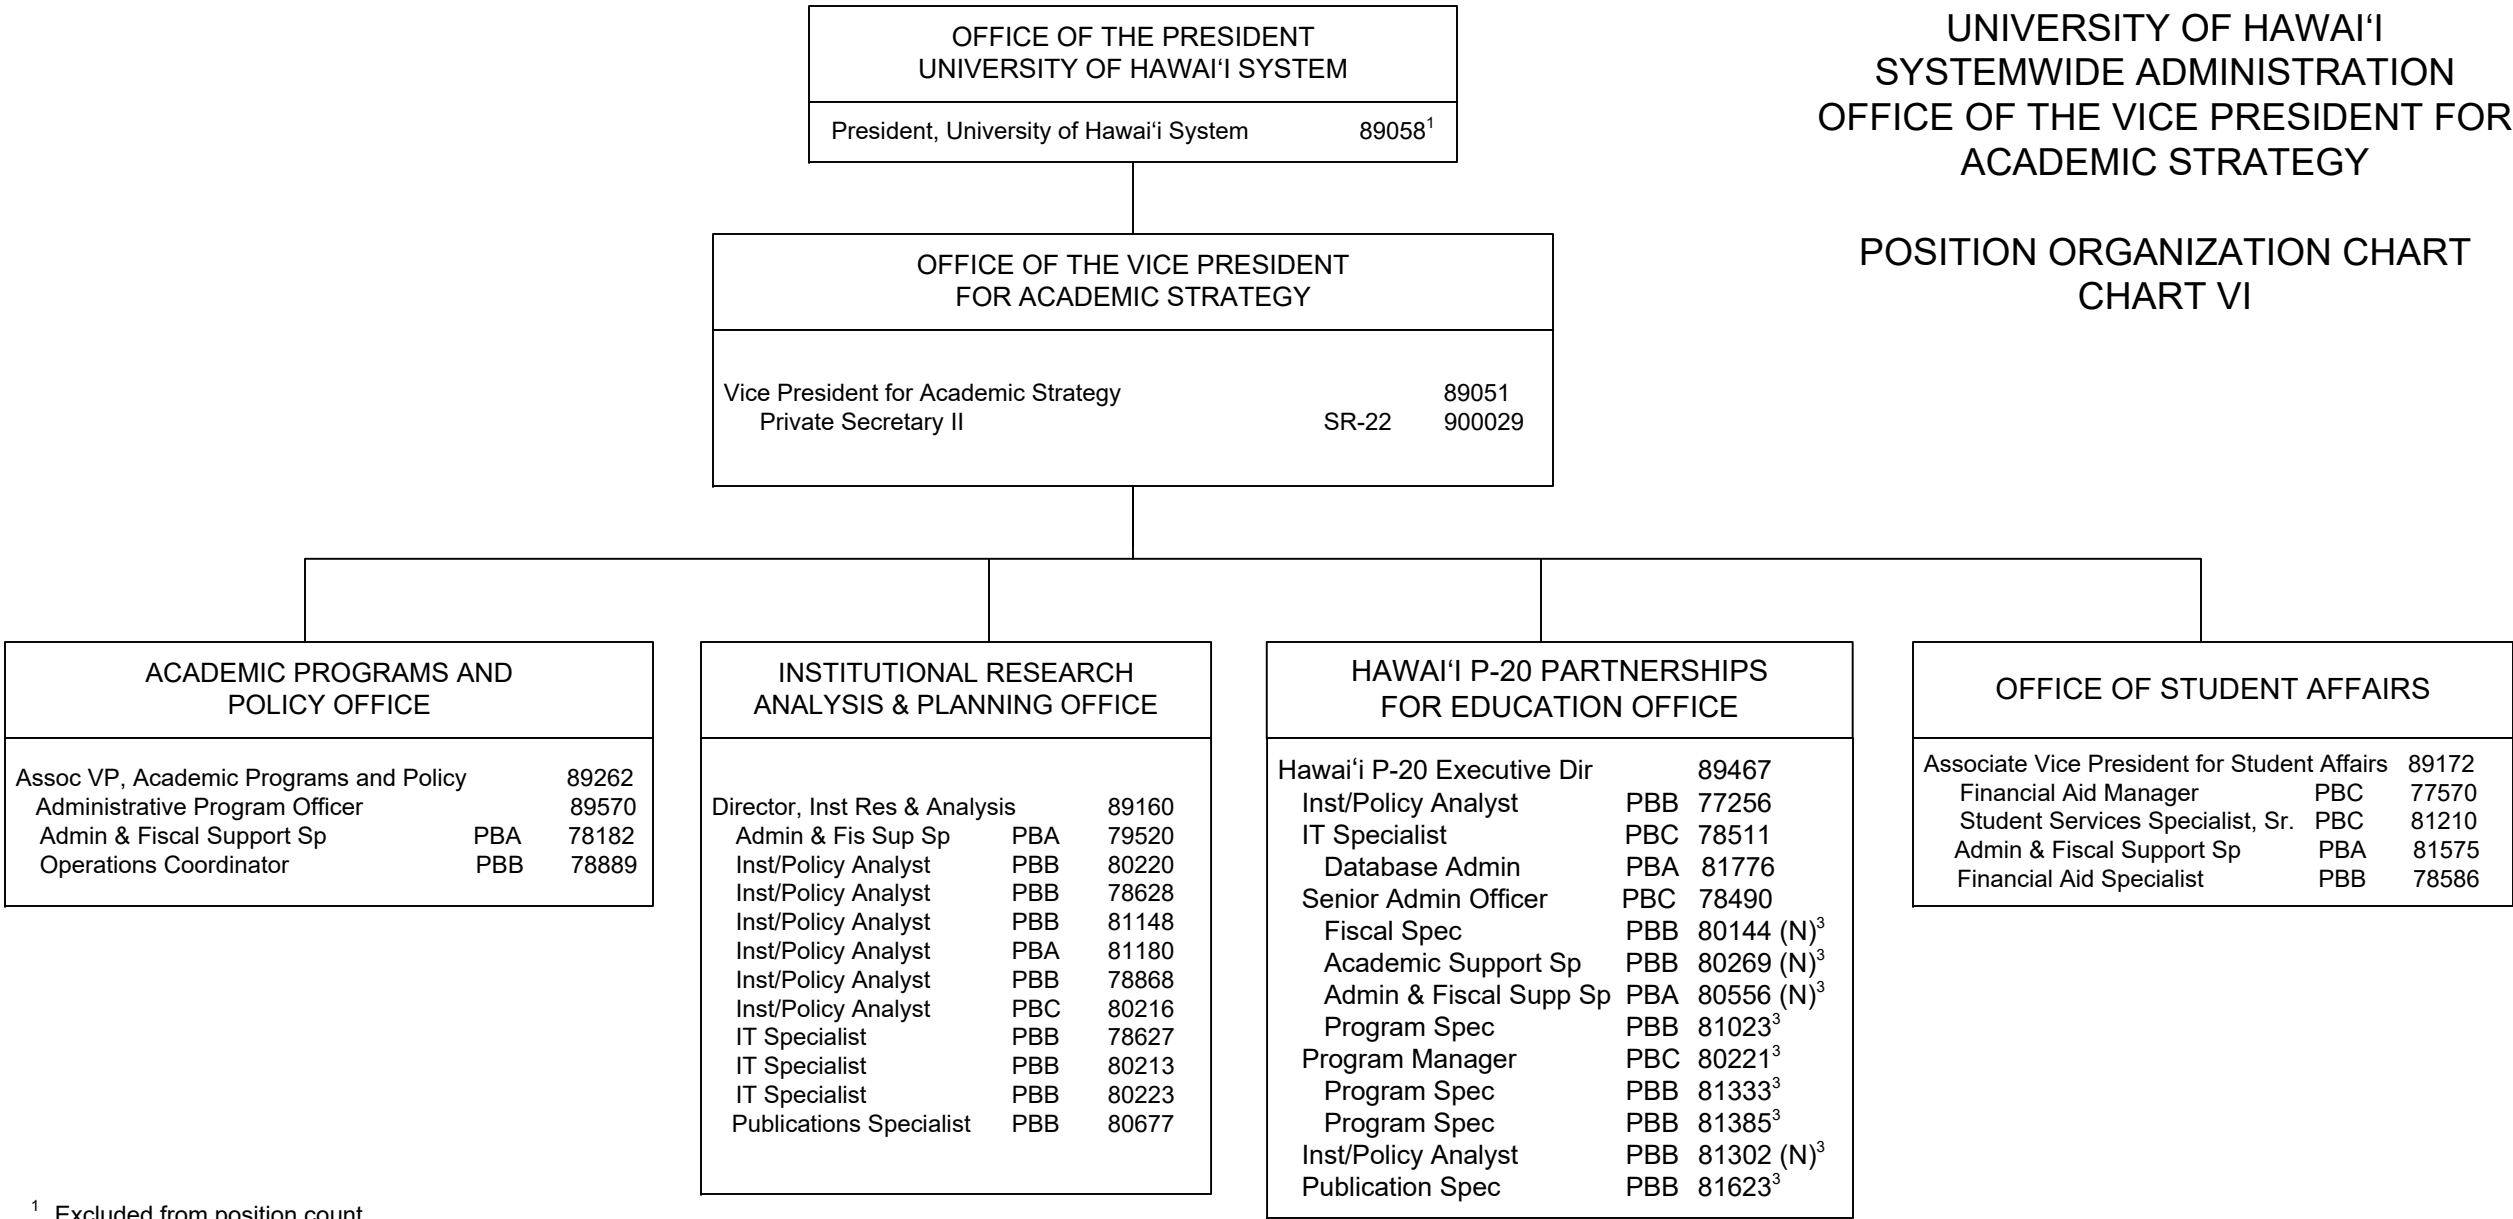 OFFICE OF THE PRESIDENT
UNIVERSITY OF HAWAI‘I SYSTEM
President, University of Hawai‘i System 89058¹
UNIVERSITY OF HAWAI‘I
SYSTEMWIDE ADMINISTRATION
OFFICE OF THE VICE PRESIDENT FOR
ACADEMIC STRATEGY
POSITION ORGANIZATION CHART
CHART VI
OFFICE OF THE VICE PRESIDENT
FOR ACADEMIC STRATEGY
Vice President for Academic Strategy 89051
Private Secretary II SR-22 900029
ACADEMIC PROGRAMS AND
POLICY OFFICE
Assoc VP, Academic Programs and Policy 89262
Administrative Program Officer 89570
Admin & Fiscal Support Sp PBA 78182
Operations Coordinator PBB 78889
INSTITUTIONAL RESEARCH
ANALYSIS & PLANNING OFFICE
Director, Inst Res & Analysis 89160
Admin & Fis Sup Sp PBA 79520
Inst/Policy Analyst PBB 80220
Inst/Policy Analyst PBB 78628
Inst/Policy Analyst PBB 81148
Inst/Policy Analyst PBA 81180
Inst/Policy Analyst PBB 78868
Inst/Policy Analyst PBC 80216
IT Specialist PBB 78627
IT Specialist PBB 80213
IT Specialist PBB 80223
Publications Specialist PBB 80677
HAWAI‘I P-20 PARTNERSHIPS
FOR EDUCATION OFFICE
Hawai‘i P-20 Executive Dir 89467
Inst/Policy Analyst PBB 77256
IT Specialist PBC 78511
Database Admin PBA 81776
Senior Admin Officer PBC 78490
Fiscal Spec PBB 80144 (N)³
Academic Support Sp PBB 80269 (N)³
Admin & Fiscal Supp Sp PBA 80556 (N)³
Program Spec PBB 81023³
Program Manager PBC 80221³
Program Spec PBB 81333³
Program Spec PBB 81385³
Inst/Policy Analyst PBB 81302 (N)³
Publication Spec PBB 81623³
OFFICE OF STUDENT AFFAIRS
Associate Vice President for Student Affairs 89172
Financial Aid Manager PBC 77570
Student Services Specialist, Sr. PBC 81210
Admin & Fiscal Support Sp PBA 81575
Financial Aid Specialist PBB 78586
¹ Excluded from position count